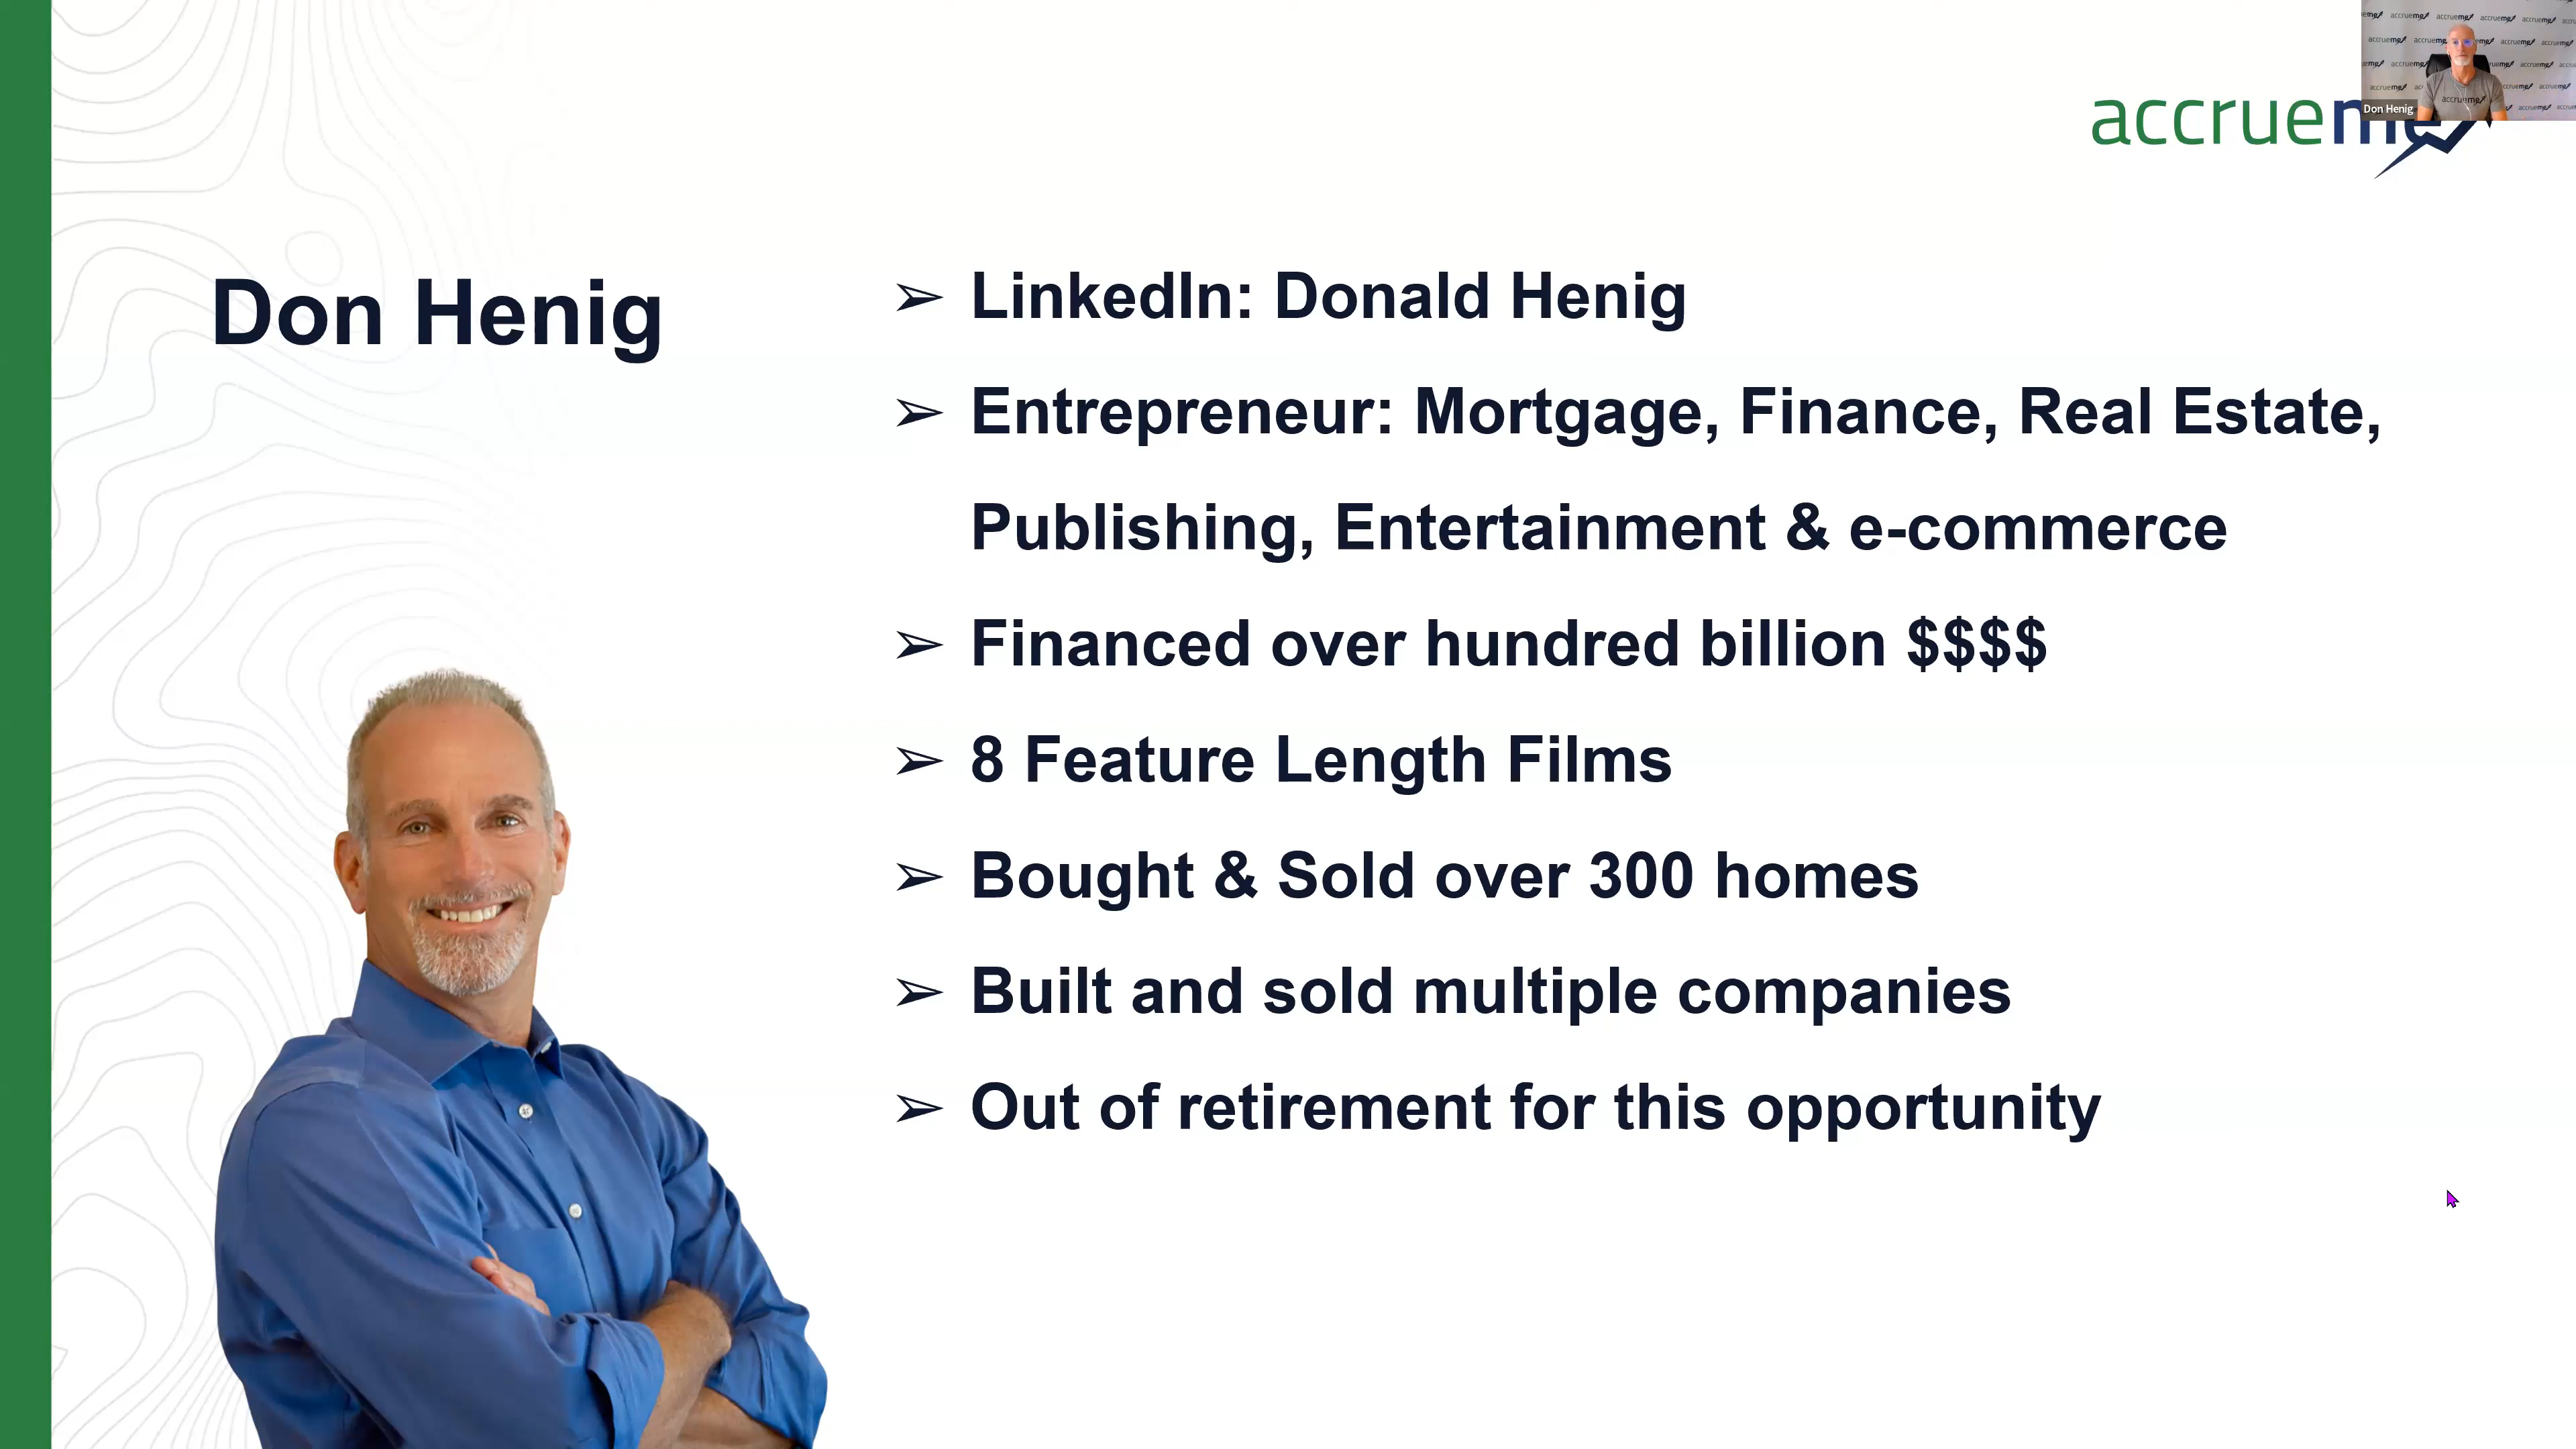 accrueme
Don Henig
Don Henig
➢ LinkedIn: Donald Henig
➢ Entrepreneur: Mortgage, Finance, Real Estate,
Publishing, Entertainment & e-commerce
➢ Financed over hundred billion $$$$
➢ 8 Feature Length Films
➢ Bought & Sold over 300 homes
➢ Built and sold multiple companies
➢ Out of retirement for this opportunity